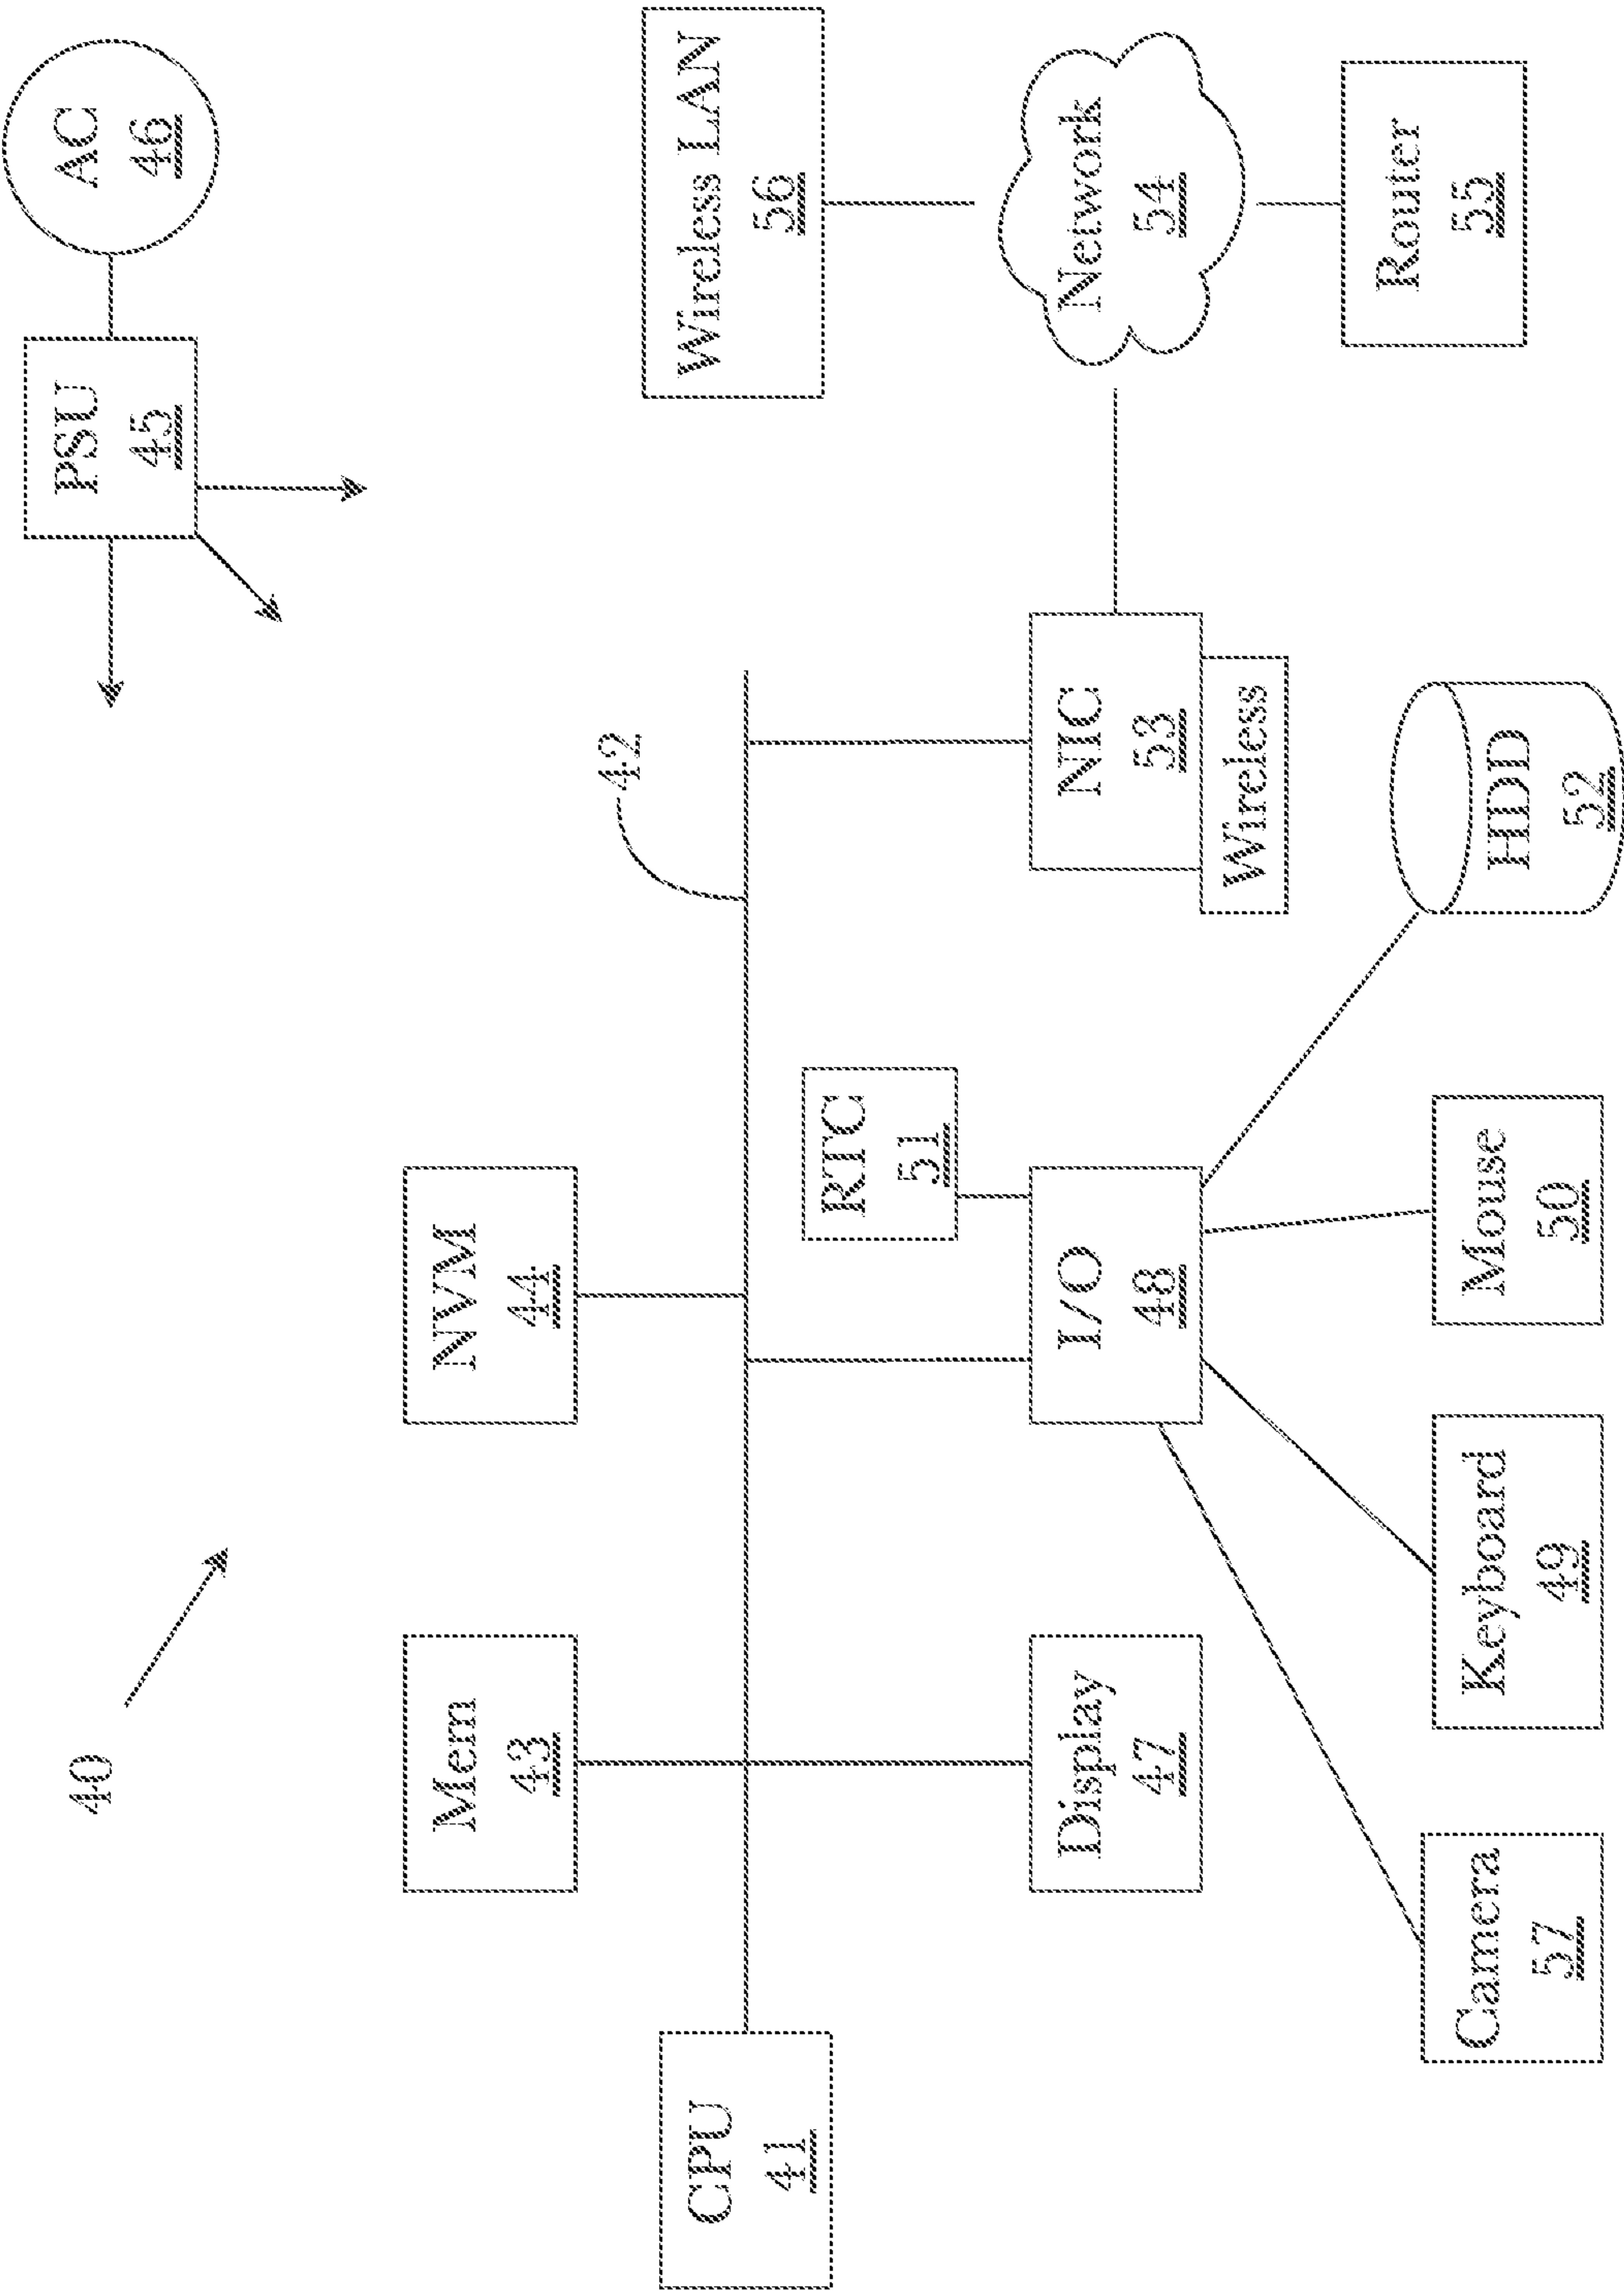 40
AC
46
PSU
45
Mem
43
NVM
44
42
Wireless LAN
56
CPU
41
RTC
51
Network
54
Display
47
I/O
48
NIC
53
Wireless
Router
55
Camera
57
Keyboard
49
Mouse
50
HDD
52